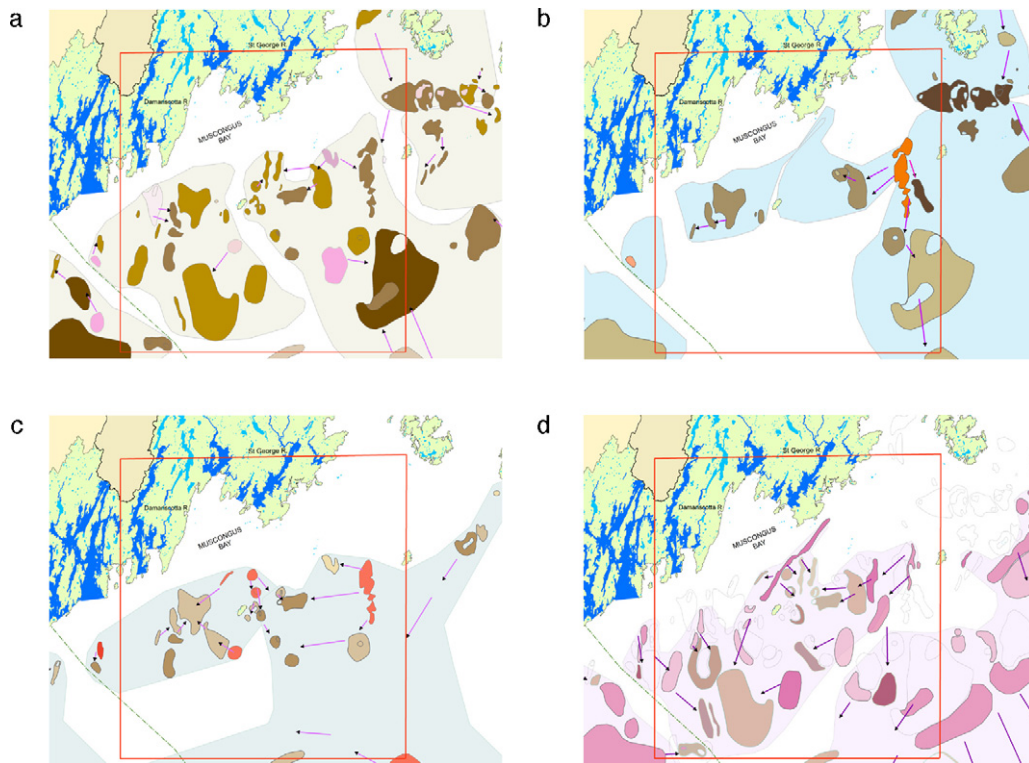 a
St George R
Damariscotta R
MUSCONGUS
BAY
b
St George R
Damariscotta R
MUSCONGUS
BAY
c
St George R
Damariscotta R
MUSCONGUS
BAY
d
St George R
Damariscotta R
MUSCONGUS
BAY